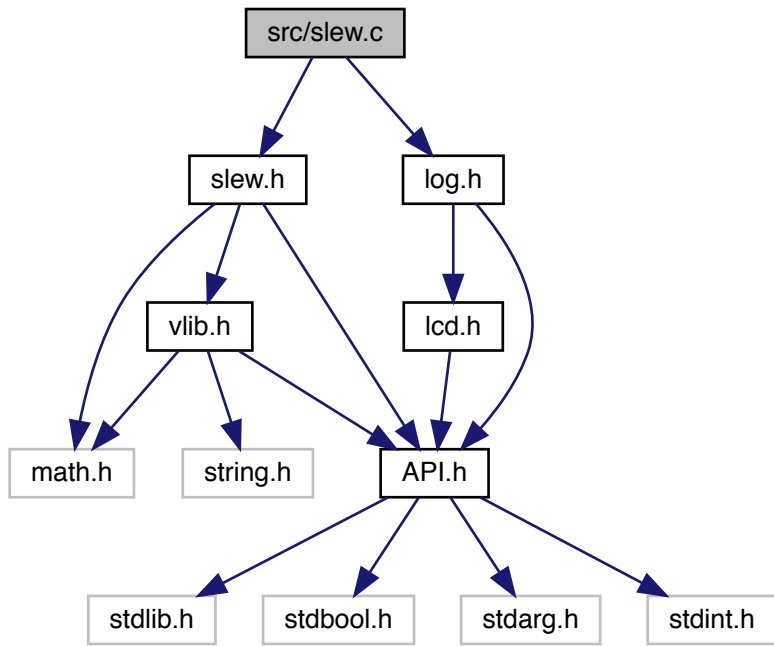 src/slew.c
slew.h
log.h
vlib.h
lcd.h
math.h
string.h
API.h
stdlib.h
stdbool.h
stdarg.h
stdint.h